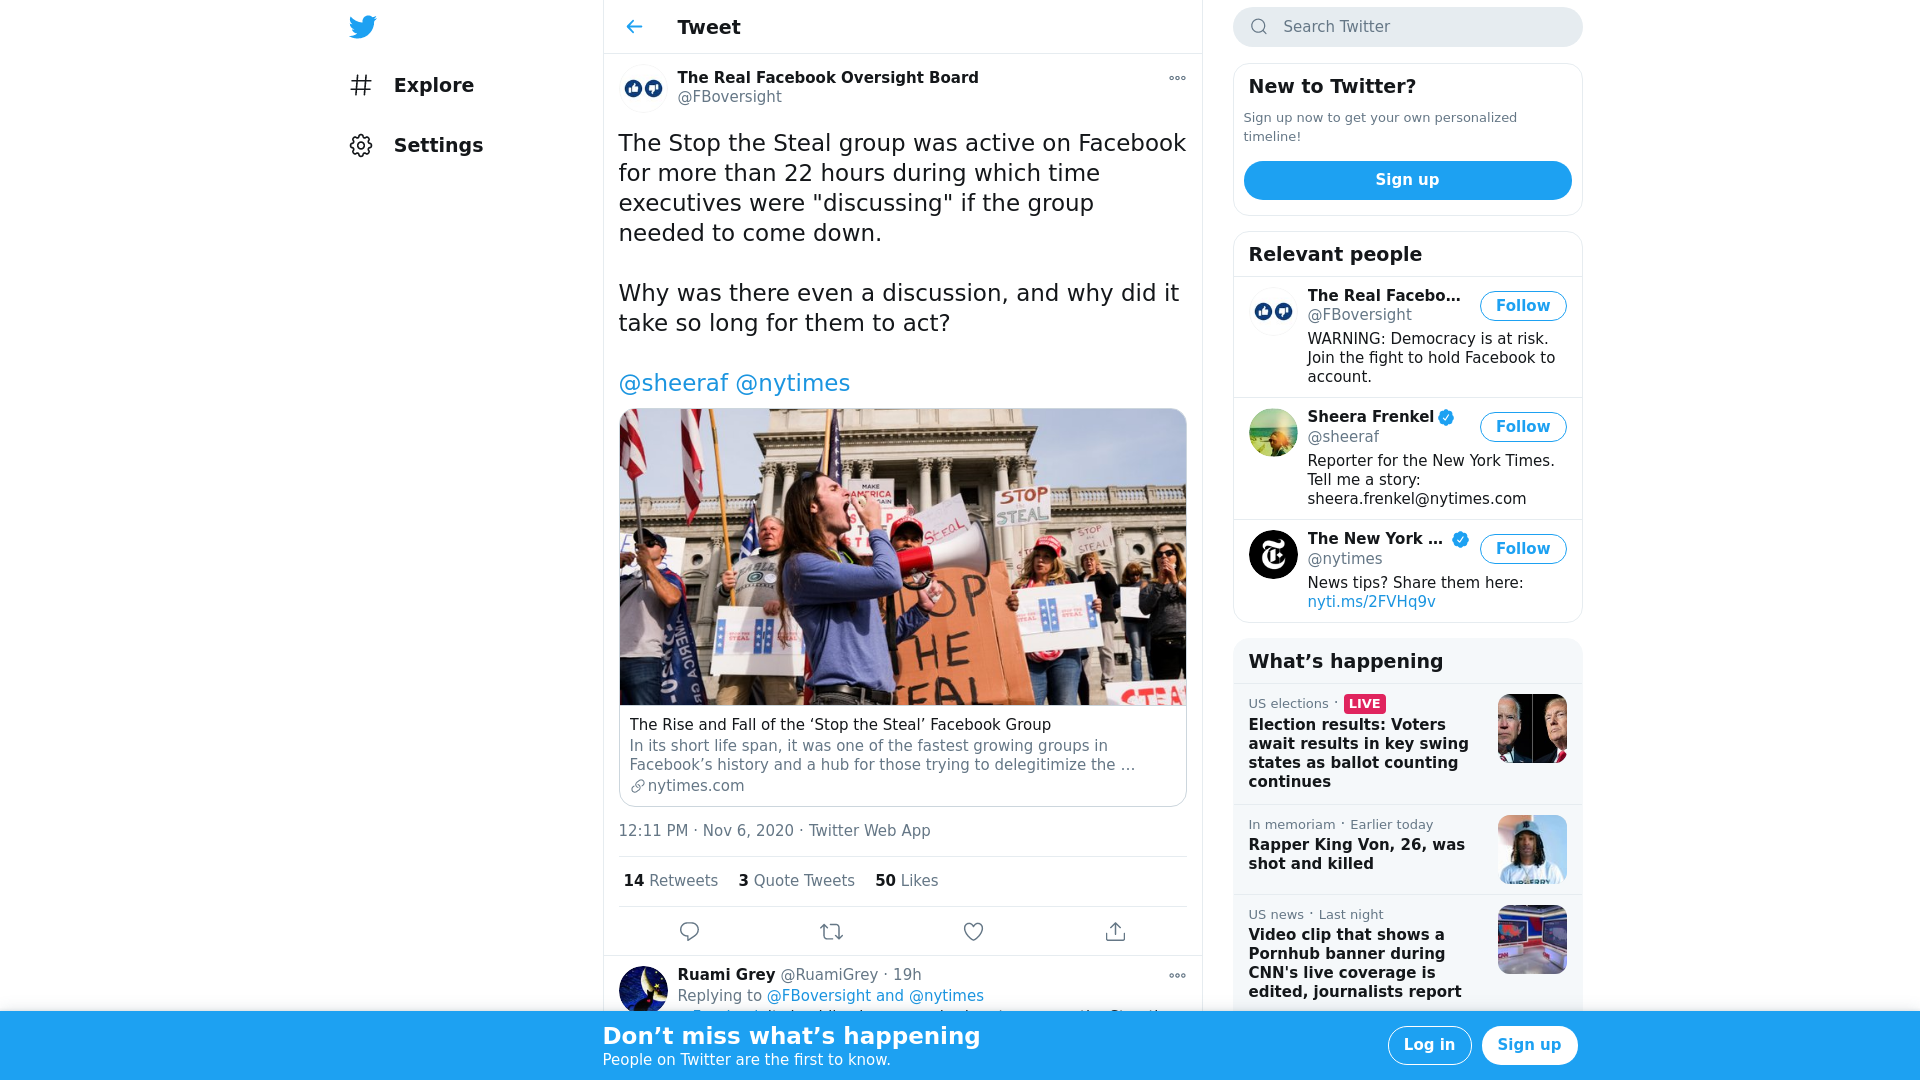 Explore
Settings
Tweet
The Real Facebook Oversight Board
@FBoversight
The Stop the Steal group was active on Facebook
for more than 22 hours during which time
executives were "discussing" if the group
needed to come down.
Why was there even a discussion, and why did it
take so long for them to act?
@sheeraf @nytimes
MAKE
AMERICA
STOP
STEAL
Steal
STOP
STEAL!
STOP
THE
STEAL
STEA
The Rise and Fall of the ‘Stop the Steal’ Facebook Group
In its short life span, it was one of the fastest growing groups in
Facebook’s history and a hub for those trying to delegitimize the …
nytimes.com
12:11 PM · Nov 6, 2020 · Twitter Web App
14 Retweets 3 Quote Tweets 50 Likes
Ruami Grey @RuamiGrey · 19h
Replying to @FBoversight and @nytimes
Search Twitter
New to Twitter?
Sign up now to get your own personalized
timeline!
Sign up
Relevant people
The Real Facebo…
@FBoversight
Follow
WARNING: Democracy is at risk.
Join the fight to hold Facebook to
account.
Sheera Frenkel
@sheeraf
Follow
Reporter for the New York Times.
Tell me a story:
sheera.frenkel@nytimes.com
The New York …
@nytimes
Follow
News tips? Share them here:
nyti.ms/2FVHq9v
What’s happening
US elections · LIVE
Election results: Voters
await results in key swing
states as ballot counting
continues
In memoriam · Earlier today
Rapper King Von, 26, was
shot and killed
US news · Last night
Video clip that shows a
Pornhub banner during
CNN's live coverage is
edited, journalists report
Don’t miss what’s happening
People on Twitter are the first to know.
Log in
Sign up